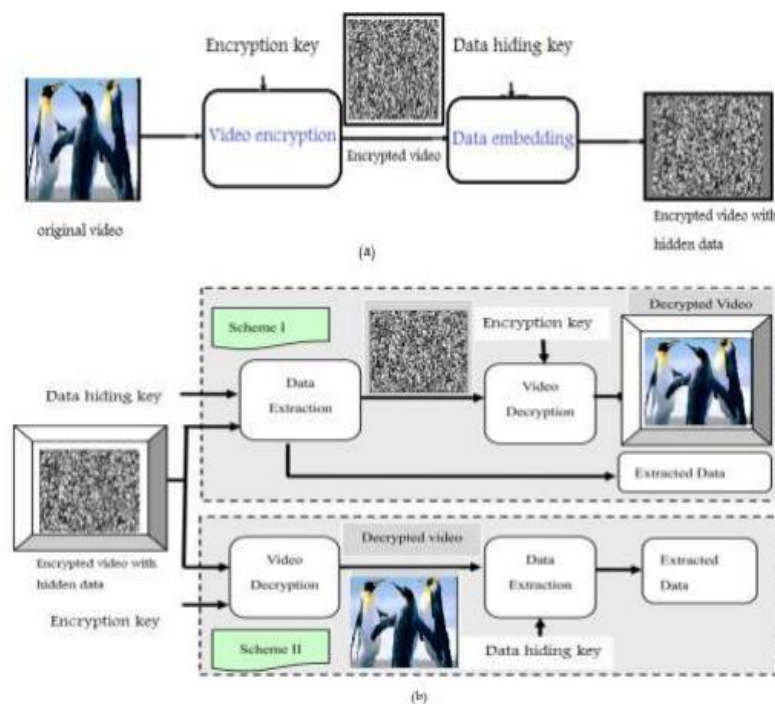 Encryption key
Data hiding key
Video encryption
Encrypted video
Data embedding
original video
Encrypted video with
hidden data
(a)
Scheme I
Decrypted Video
Encryption key
Data
Extraction
Video
Decryption
Data hiding key
Extracted Data
Encrypted video with
hidden data
Video
Decryption
Decrypted video
Data
Extraction
Extracted
Data
Encryption key
Scheme II
Data hiding key
(b)